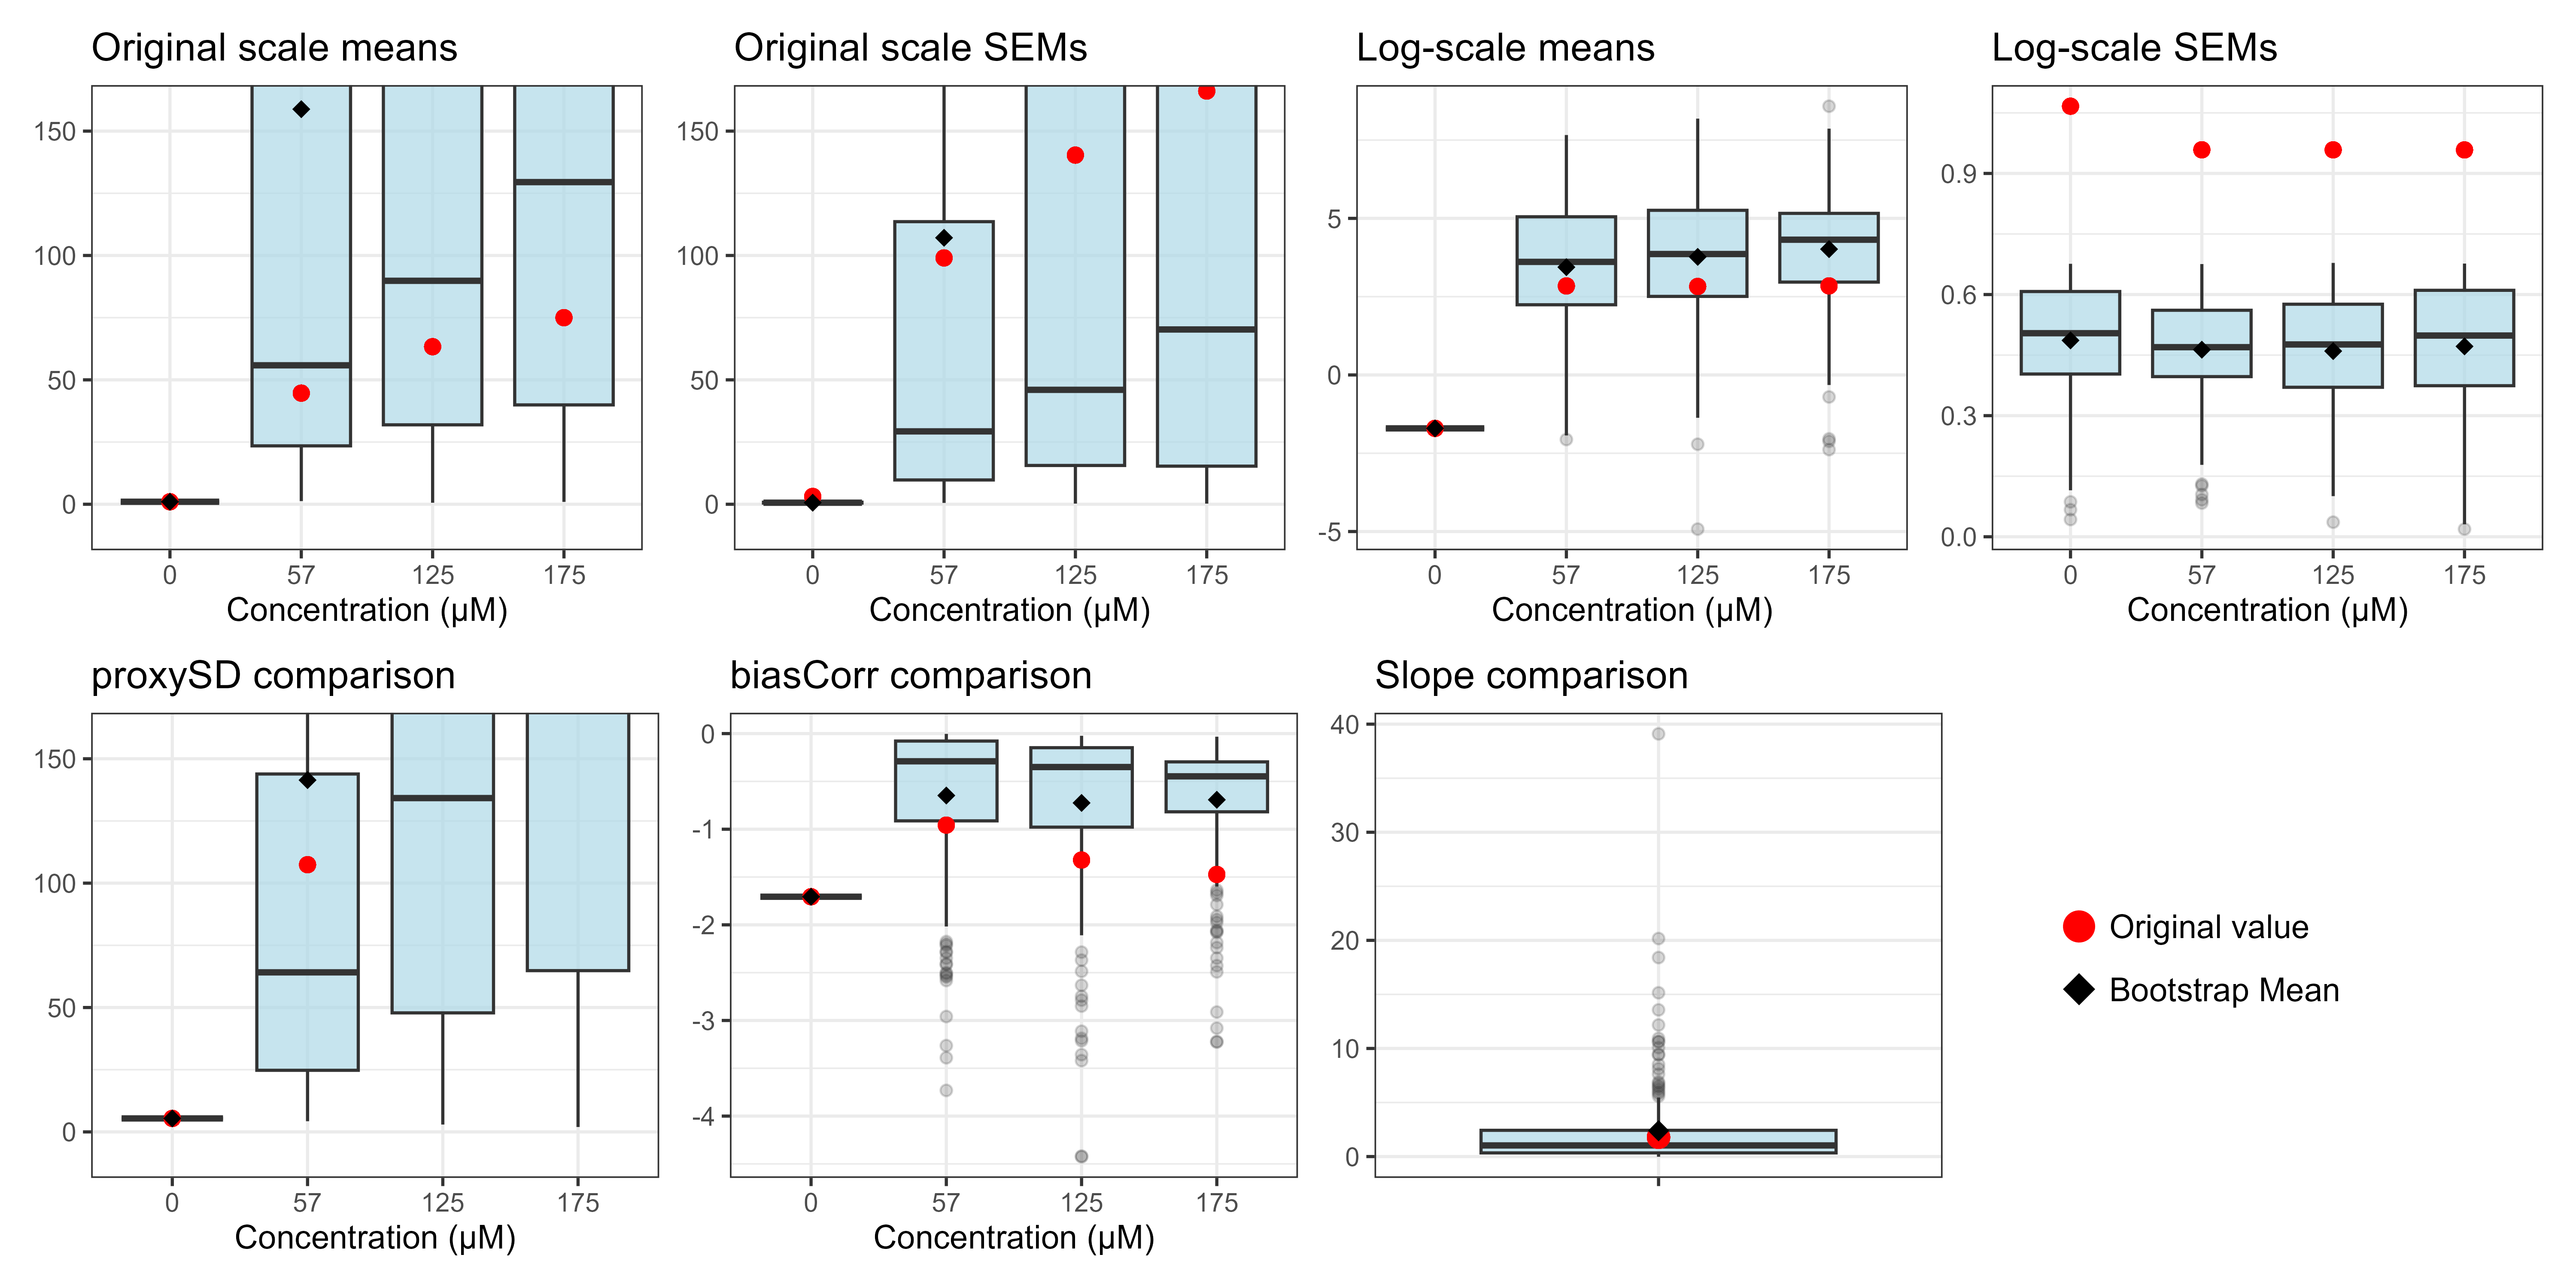 Original scale means
Original scale SEMs
Log-scale means
Log-scale SEMs
150
100
50
0
0 57 125 175
Concentration (µM)
150
100
50
0
0 57 125 175
Concentration (µM)
5
0
-5
0 57 125 175
Concentration (µM)
0.9
0.6
0.3
0.0
0 57 125 175
Concentration (µM)
proxySD comparison
biasCorr comparison
Slope comparison
150
100
50
0
0 57 125 175
Concentration (µM)
0
-1
-2
-3
-4
0 57 125 175
Concentration (µM)
40
30
20
10
0
Original value
Bootstrap Mean